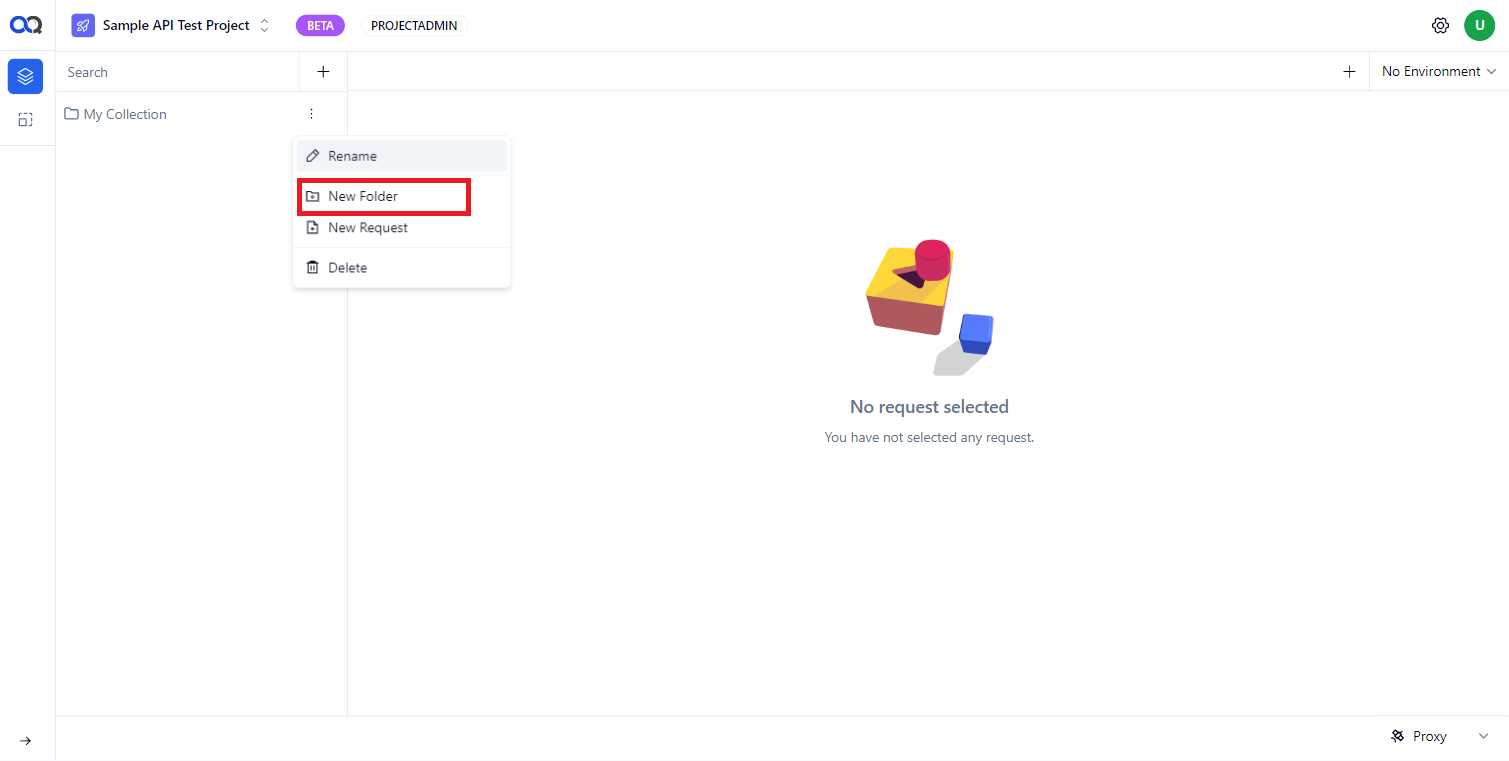 Sample API Test Project
BETA
PROJECTADMIN
U
Search
No Environment
My Collection
Rename
New Folder
New Request
Delete
No request selected
You have not selected any request.
Proxy